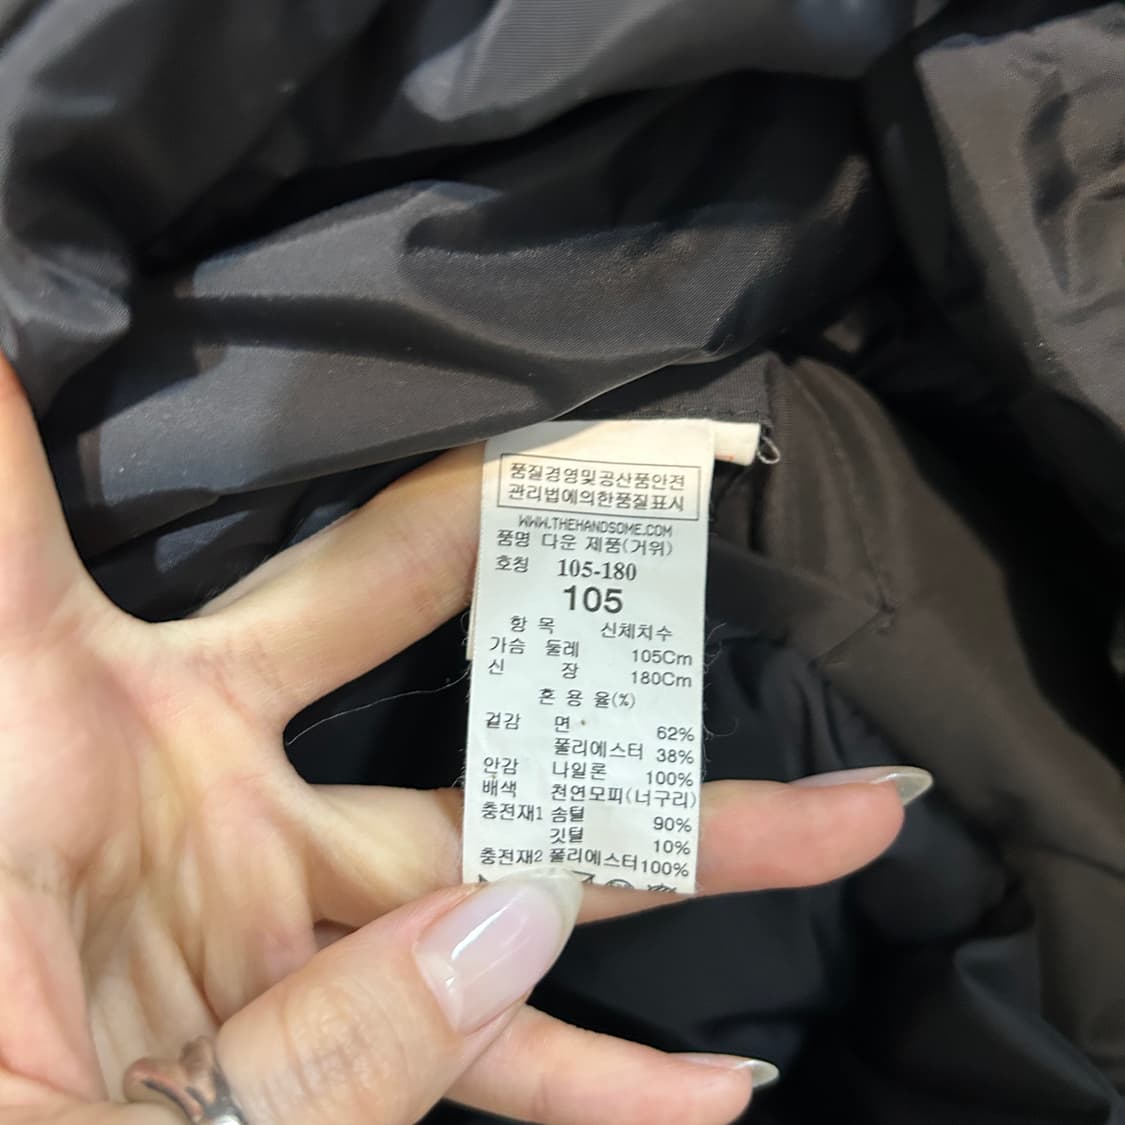 품질경영및공산품안전
관리법에의한품질표시
WWW.THEHANDSOME.COM
품명 다운 제품(거위)
호칭 105-180
105
항 목 신체치수
가슴 둘레 105Cm
신 장 180Cm
혼 용 율(%)
겉감 면 62%
폴리에스터 38%
안감 나일론 100%
배색 천연모피(너구리)
충전재1 솜털 90%
깃털 10%
충전재2 폴리에스터100%